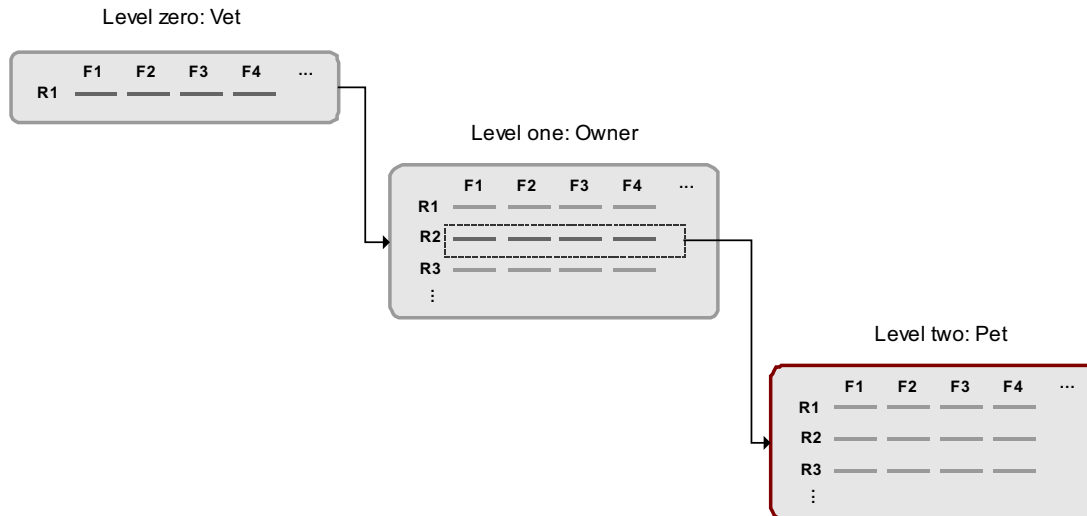 Level zero: Vet
F1 F2 F3 F4 ...
R1
Level one: Owner
F1 F2 F3 F4 ...
R1
R2
R3
⋮
Level two: Pet
F1 F2 F3 F4 ...
R1
R2
R3
⋮